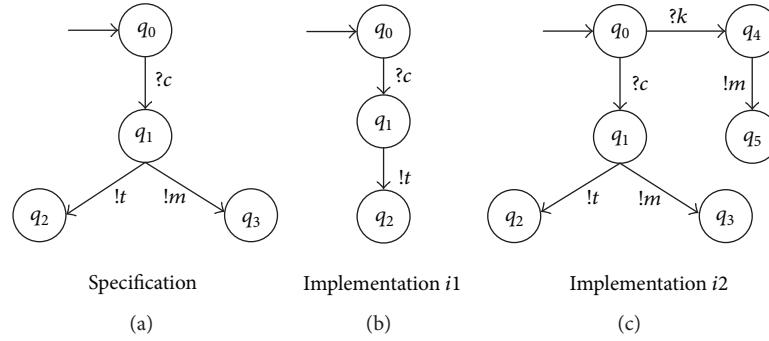 q0
?c
q1
!t !m
q2 q3
Specification
(a)
q0
?c
q1
!t
q2
Implementation i1
(b)
q0 ?k q4
?c !m
q1 q5
!t !m
q2 q3
Implementation i2
(c)